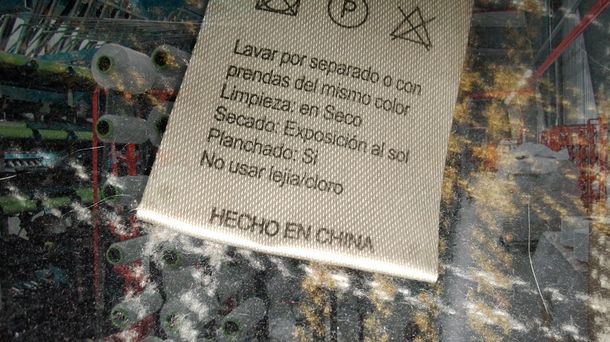 P
Lavar por separado o con
prendas del mismo color
Limpieza: en Seco
Secado: Exposición al sol
Planchado: Si
No usar lejía/cloro
HECHO EN CHINA